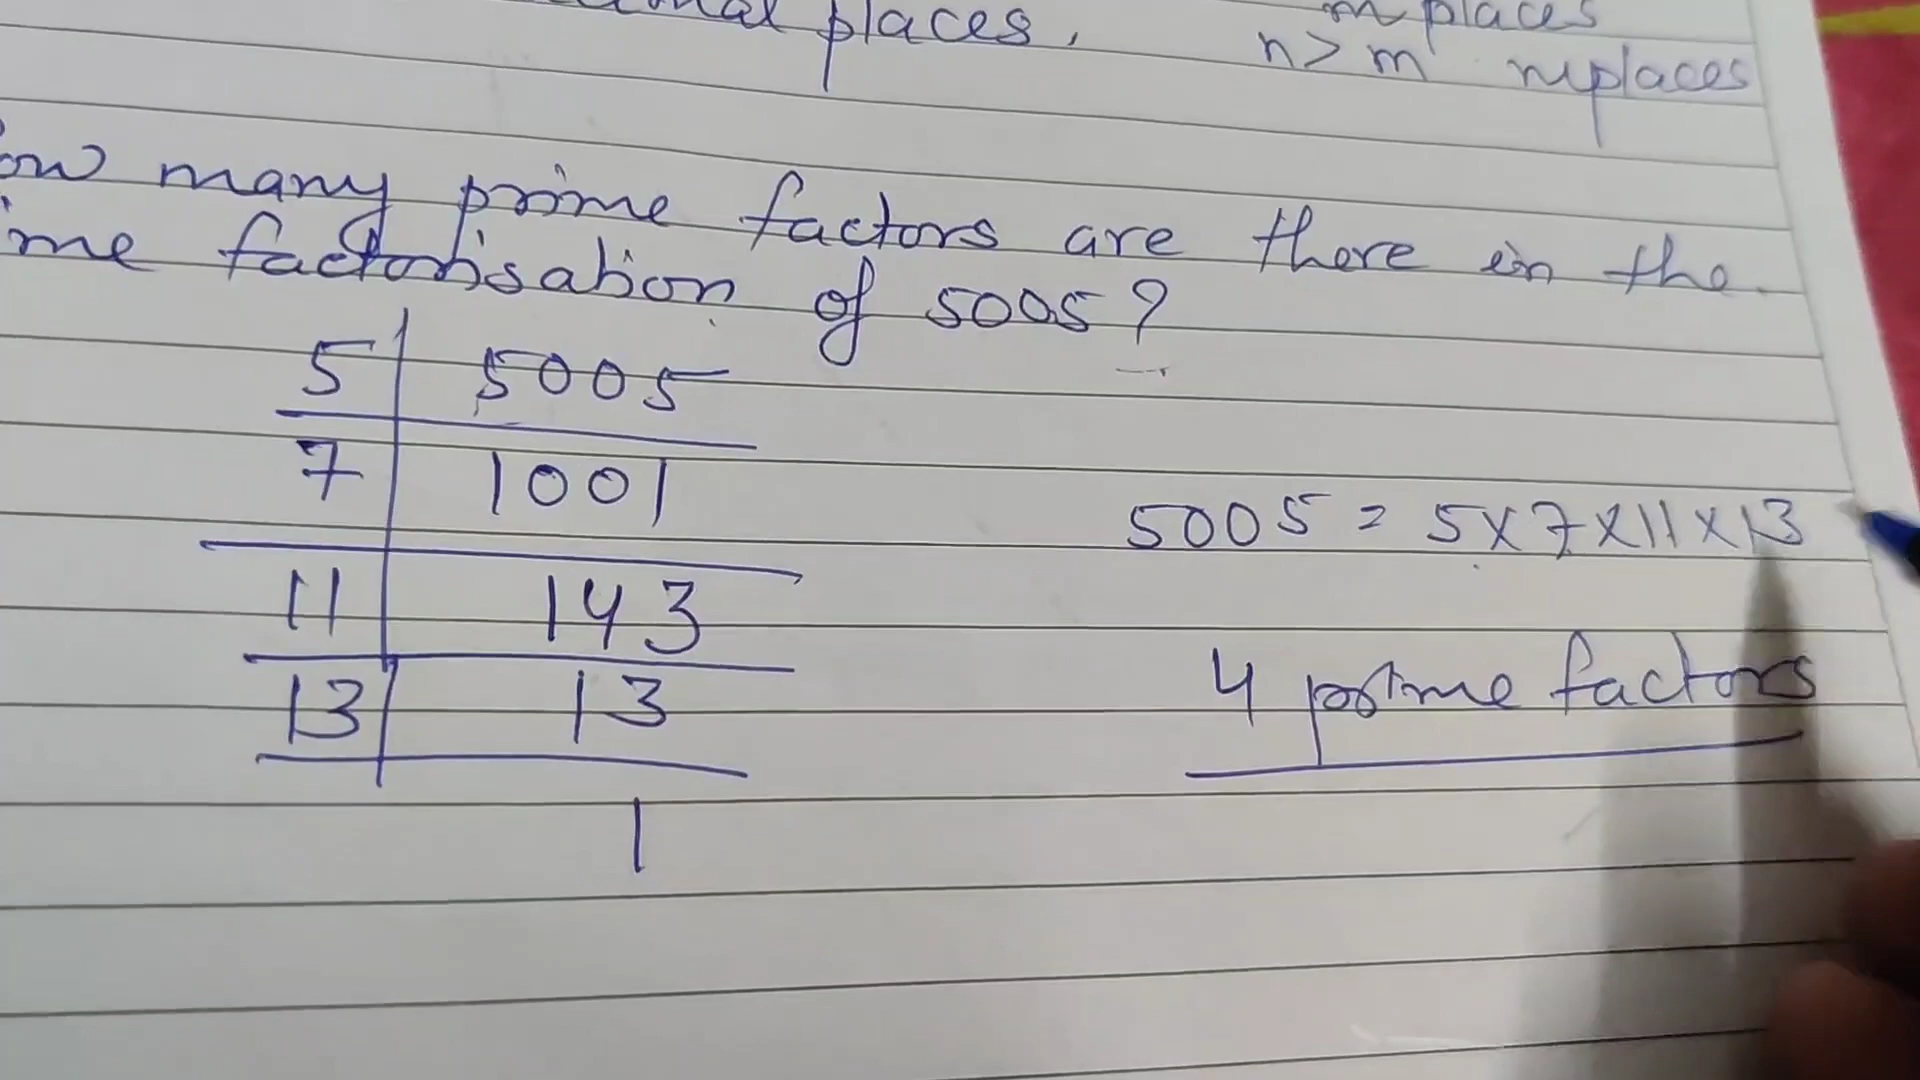 places,
m places
n > m n places
many prime factors are there in the
factorisation of 5005?
5 | 5005
7 | 1001
11 | 143
13 | 13
1
5005 = 5 x 7 x 11 x 13
4 prime factors